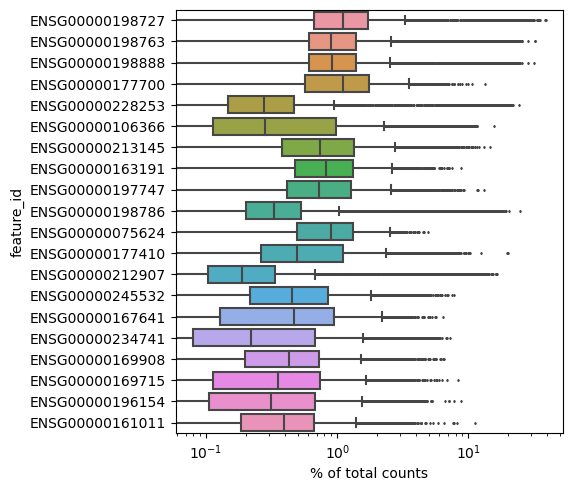 ENSG00000198727
ENSG00000198763
ENSG00000198888
ENSG00000177700
ENSG00000228253
ENSG00000106366
ENSG00000213145
ENSG00000163191
ENSG00000197747
ENSG00000198786
ENSG00000075624
ENSG00000177410
ENSG00000212907
ENSG00000245532
ENSG00000167641
ENSG00000234741
ENSG00000169908
ENSG00000169715
ENSG00000196154
ENSG00000161011
feature_id
10⁻¹ 10⁰ 10¹
% of total counts